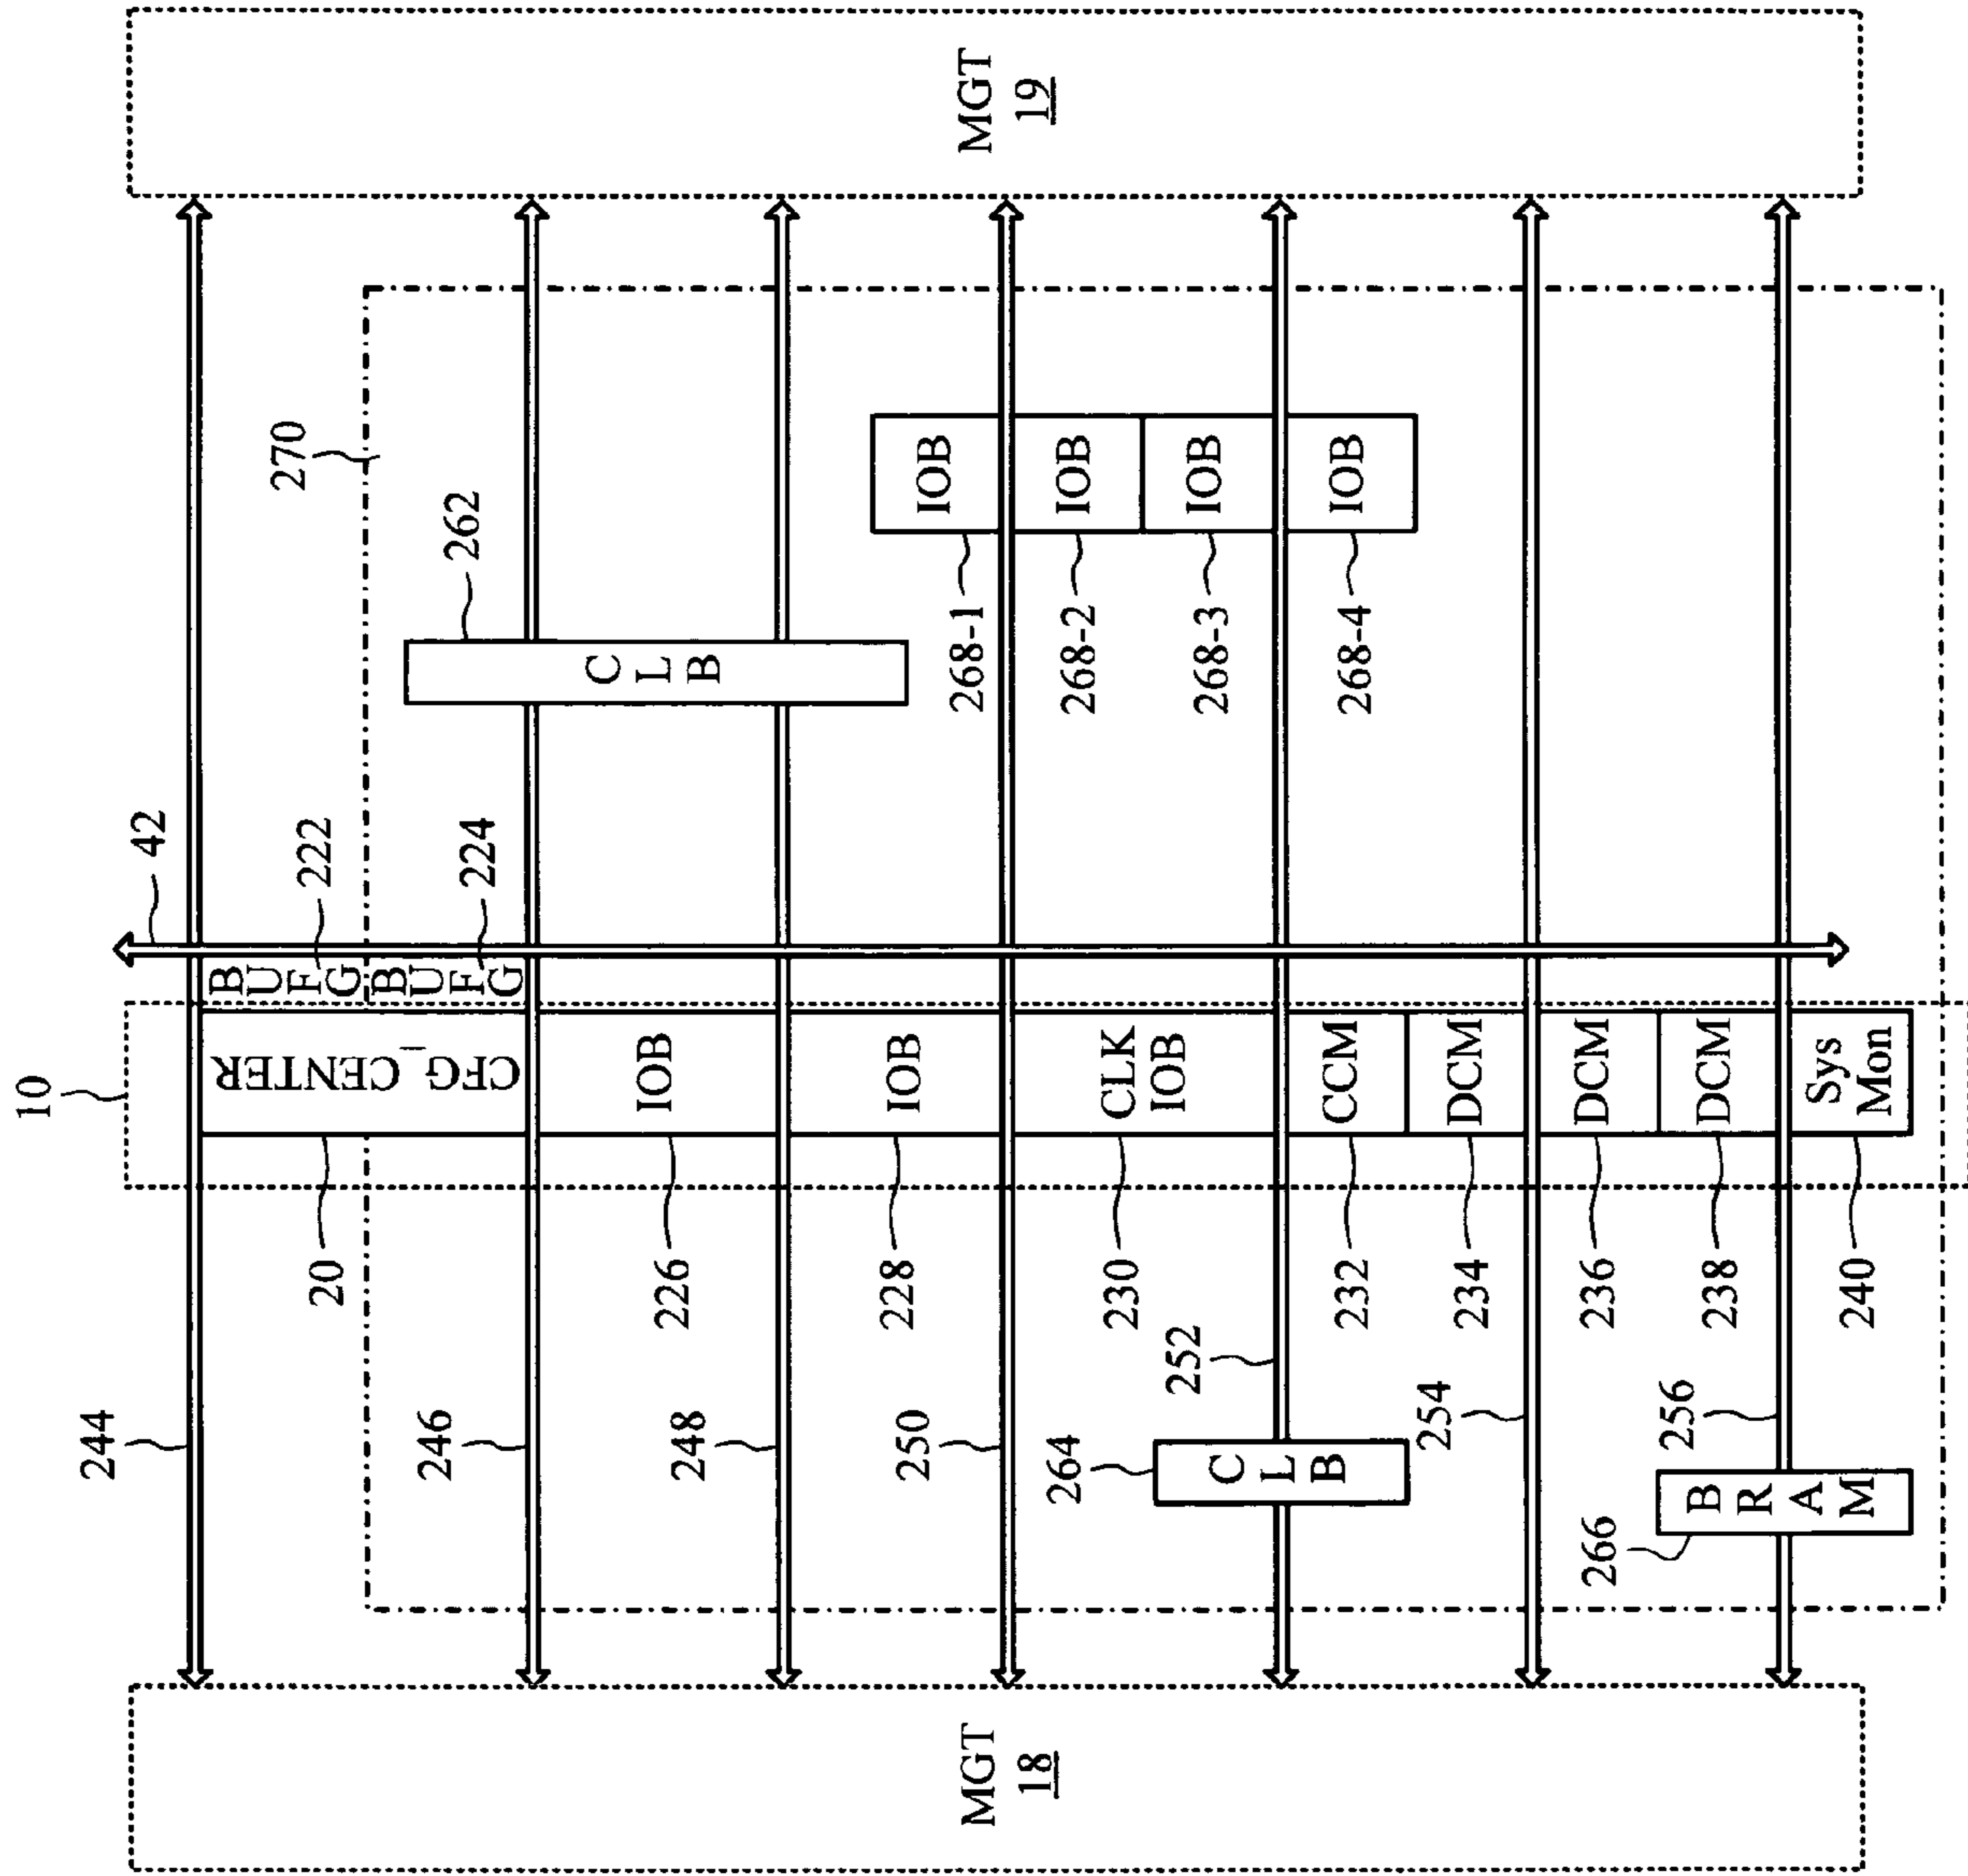 MGT
19
270
262
IOB
IOB
IOB
IOB
268-1
268-2
268-3
268-4
C
L
B
42
222
224
B
U
F
G
B
U
F
G
10
CFG_CENTER
IOB
IOB
CLK
IOB
CCM
DCM
DCM
DCM
Sys
Mon
20
226
228
230
232
234
236
238
240
244
246
248
250
252
254
256
264
C
L
B
266
B
R
A
M
MGT
18